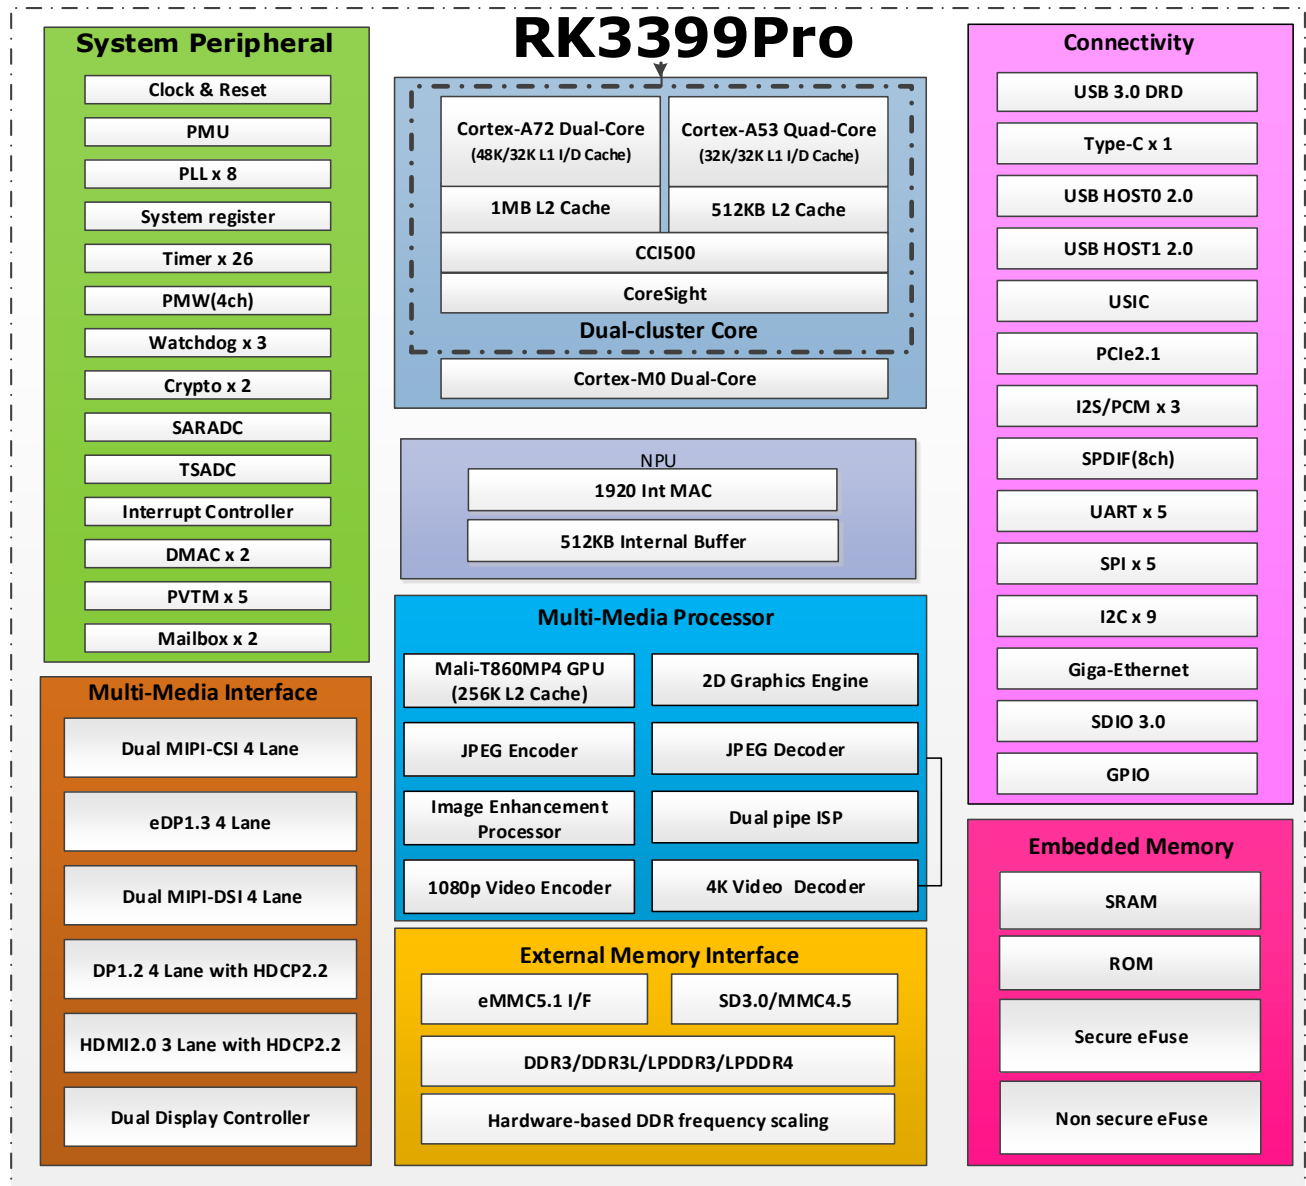 RK3399Pro
System Peripheral
Clock & Reset
PMU
PLL x 8
System register
Timer x 26
PMW(4ch)
Watchdog x 3
Crypto x 2
SARADC
TSADC
Interrupt Controller
DMAC x 2
PVTM x 5
Mailbox x 2
Multi-Media Interface
Dual MIPI-CSI 4 Lane
eDP1.3 4 Lane
Dual MIPI-DSI 4 Lane
DP1.2 4 Lane with HDCP2.2
HDMI2.0 3 Lane with HDCP2.2
Dual Display Controller
Cortex-A72 Dual-Core
(48K/32K L1 I/D Cache)
1MB L2 Cache
Cortex-A53 Quad-Core
(32K/32K L1 I/D Cache)
512KB L2 Cache
CCI500
CoreSight
Dual-cluster Core
Cortex-M0 Dual-Core
NPU
1920 Int MAC
512KB Internal Buffer
Multi-Media Processor
Mali-T860MP4 GPU
(256K L2 Cache)
2D Graphics Engine
JPEG Encoder
JPEG Decoder
Image Enhancement
Processor
Dual pipe ISP
1080p Video Encoder
4K Video Decoder
External Memory Interface
eMMC5.1 I/F
SD3.0/MMC4.5
DDR3/DDR3L/LPDDR3/LPDDR4
Hardware-based DDR frequency scaling
Connectivity
USB 3.0 DRD
Type-C x 1
USB HOST0 2.0
USB HOST1 2.0
USIC
PCIe2.1
I2S/PCM x 3
SPDIF(8ch)
UART x 5
SPI x 5
I2C x 9
Giga-Ethernet
SDIO 3.0
GPIO
Embedded Memory
SRAM
ROM
Secure eFuse
Non secure eFuse